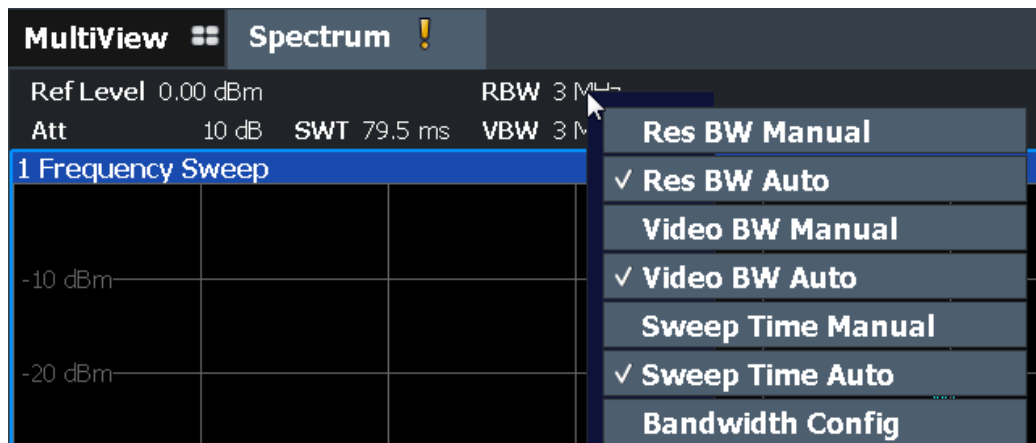 MultiView Spectrum !
Ref Level 0.00 dBm RBW 3 MHz
Att 10 dB SWT 79.5 ms VBW 3 M
1 Frequency Sweep
-10 dBm
-20 dBm
Res BW Manual
✓ Res BW Auto
Video BW Manual
✓ Video BW Auto
Sweep Time Manual
✓ Sweep Time Auto
Bandwidth Config